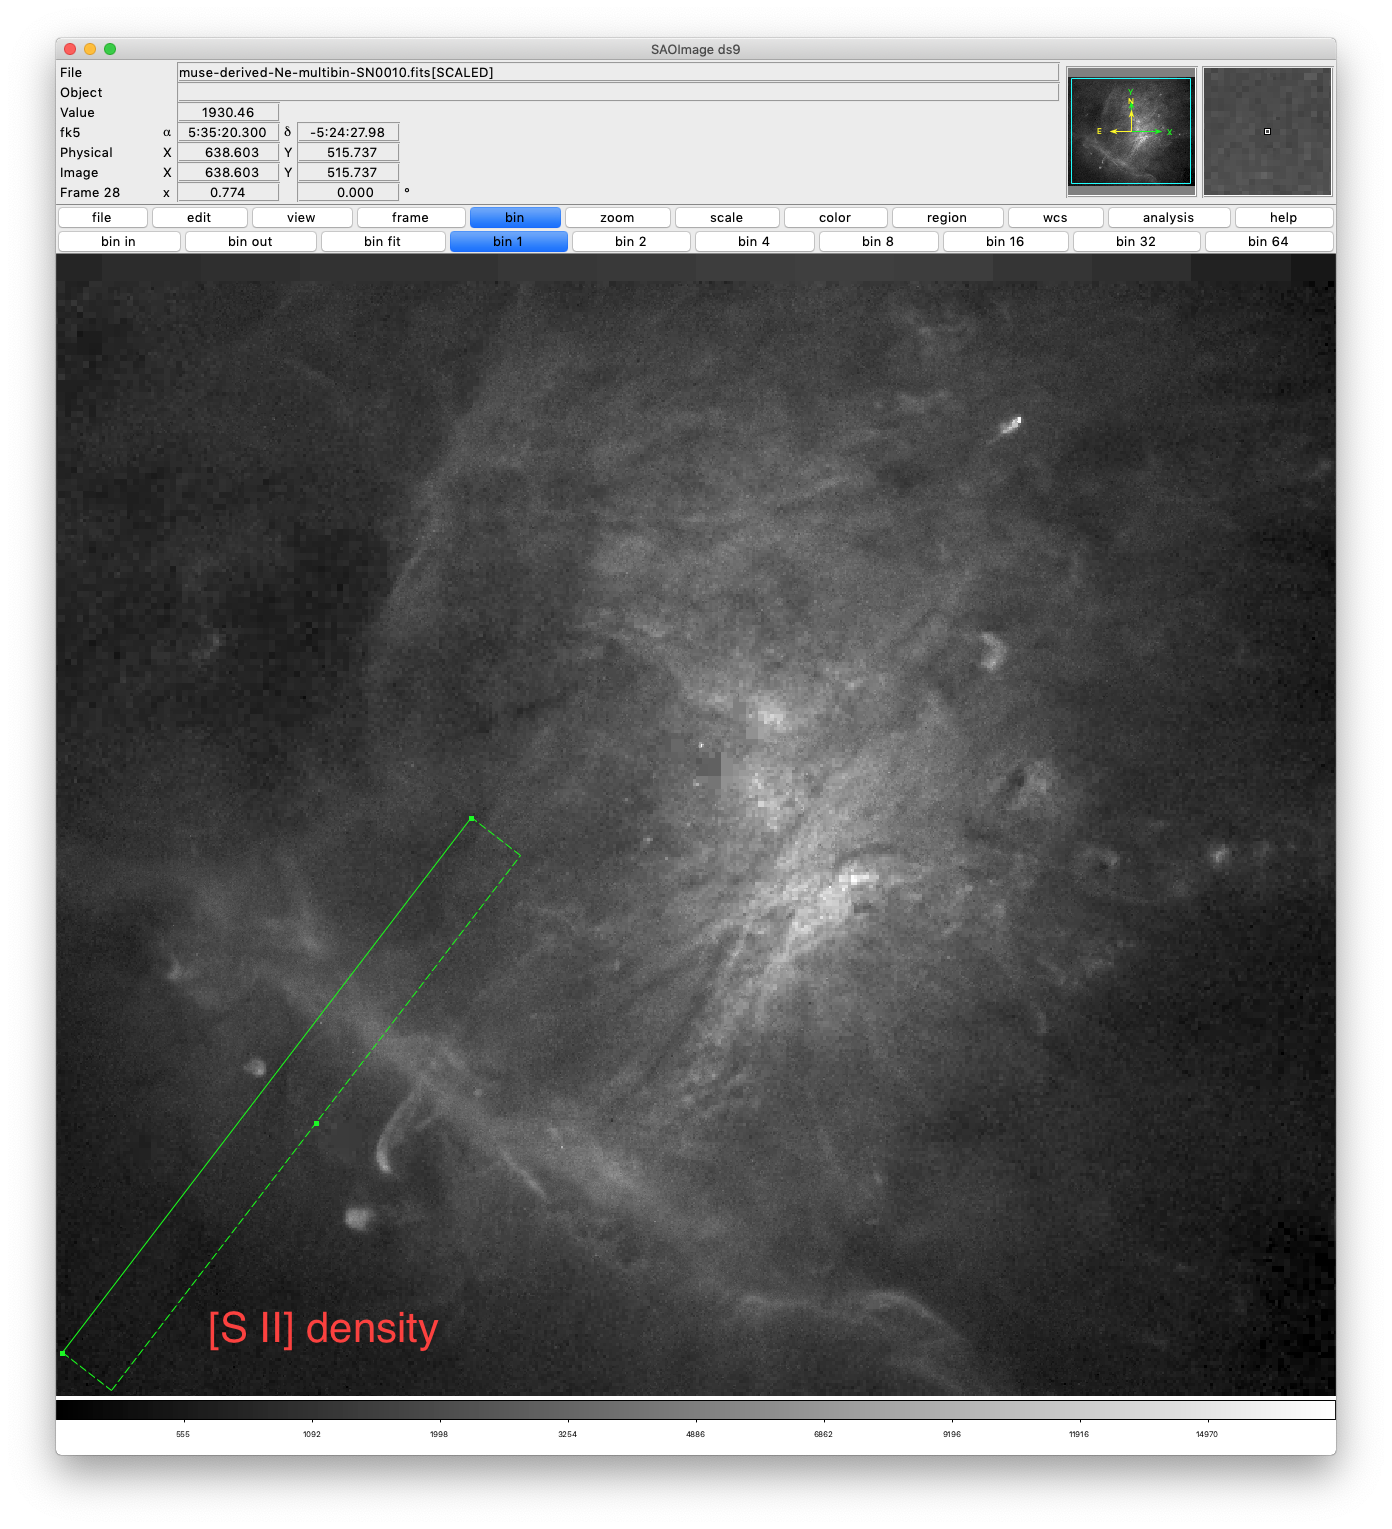 SAOImage ds9
File muse-derived-Ne-multibin-SN0010.fits[SCALED]
Object
Value 1930.46
fk5 α 5:35:20.300 δ -5:24:27.98
Physical X 638.603 Y 515.737
Image X 638.603 Y 515.737
Frame 28 x 0.774 0.000 °
Y
N
E X
file edit view frame bin zoom scale color region wcs analysis help
bin in bin out bin fit bin 1 bin 2 bin 4 bin 8 bin 16 bin 32 bin 64
[S II] density
555 1092 1998 3254 4886 6862 9196 11916 14970